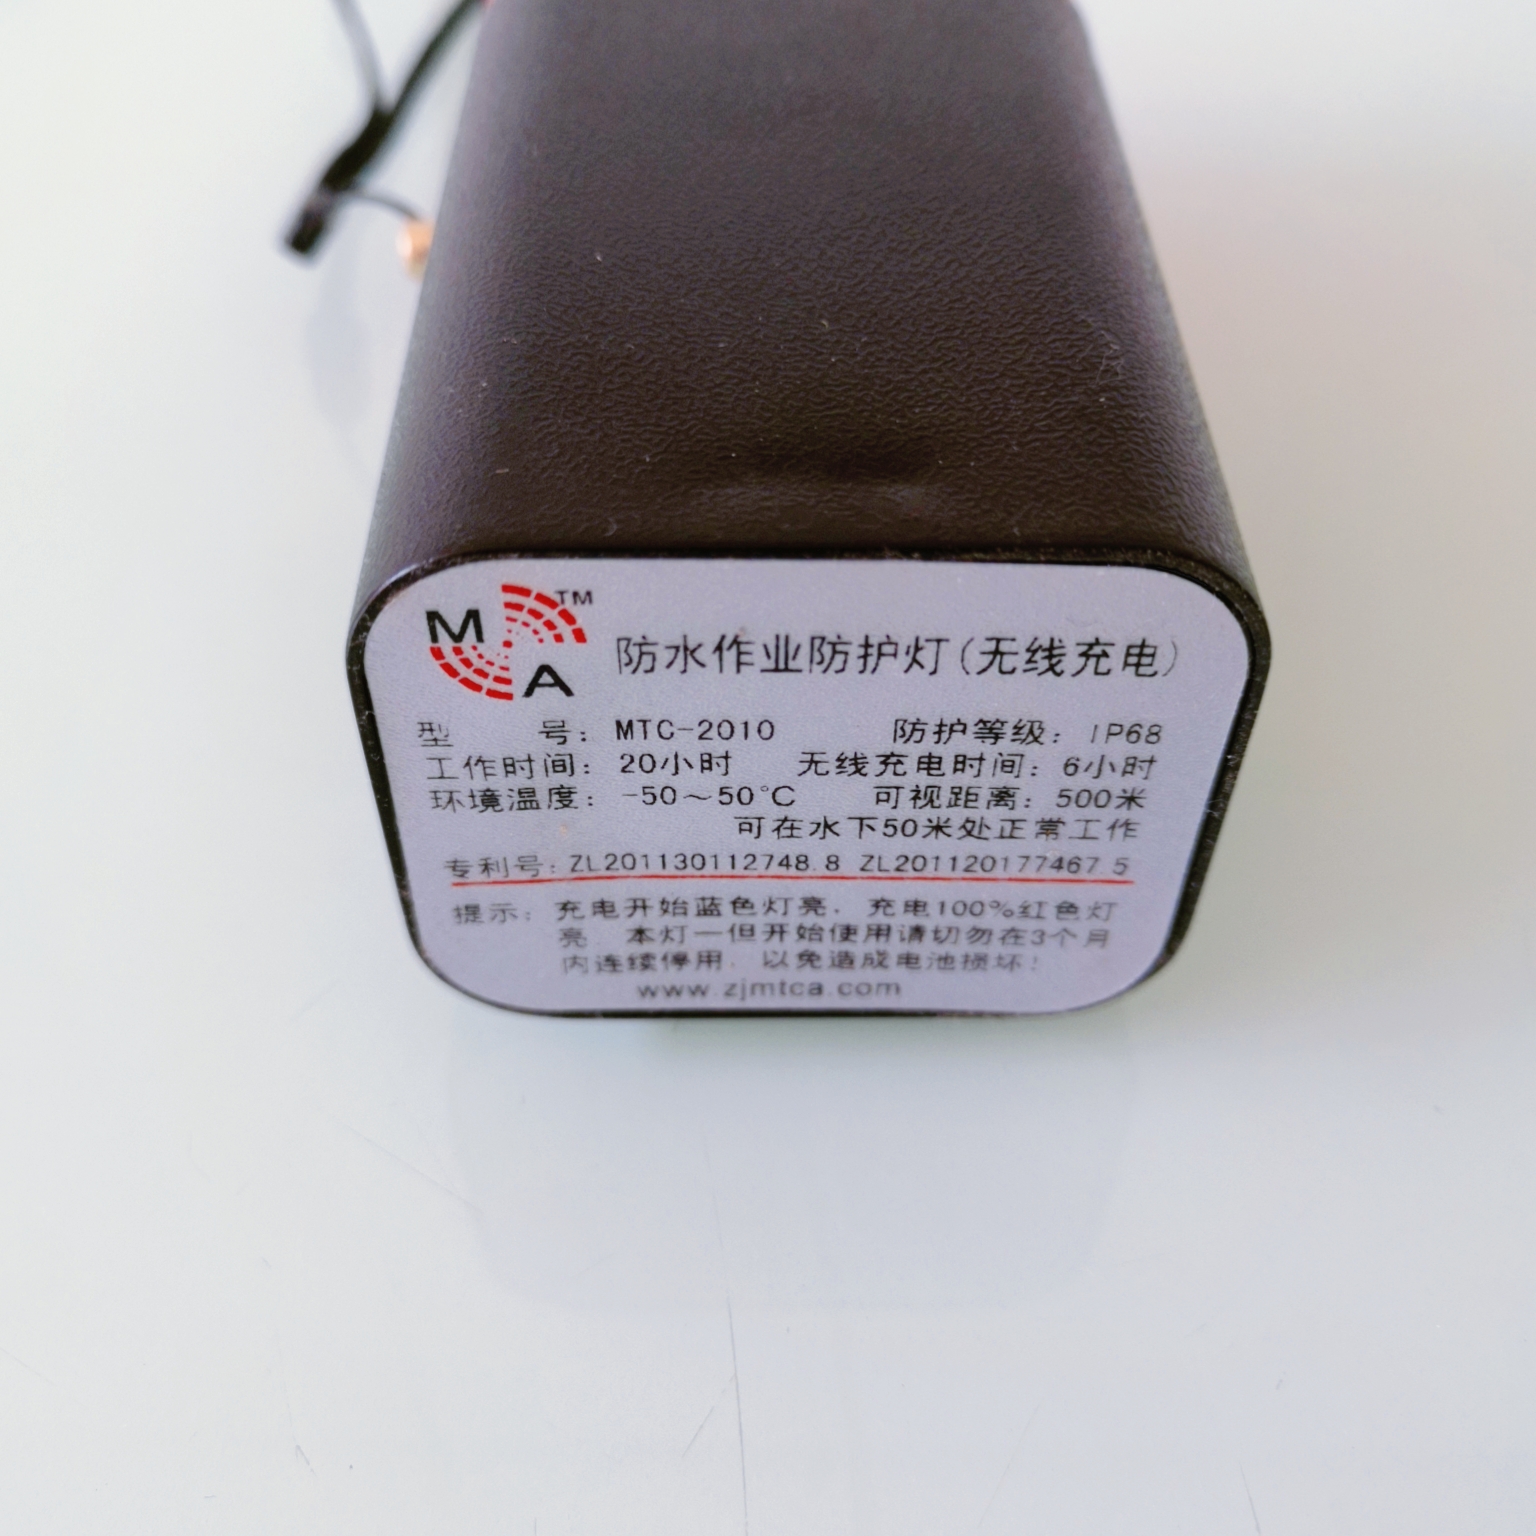 M TM
A
防水作业防护灯(无线充电)
型 号: MTC-2010 防护等级: IP68
工作时间: 20小时 无线充电时间: 6小时
环境温度: -50~50℃ 可视距离: 500米
可在水下50米处正常工作
专利号: ZL201130112748.8 ZL201120177467.5
提示: 充电开始蓝色灯亮, 充电100%红色灯
亮 本灯一但开始使用请切勿在3个月
内连续停用, 以免造成电池损坏!
www.zjmtca.com